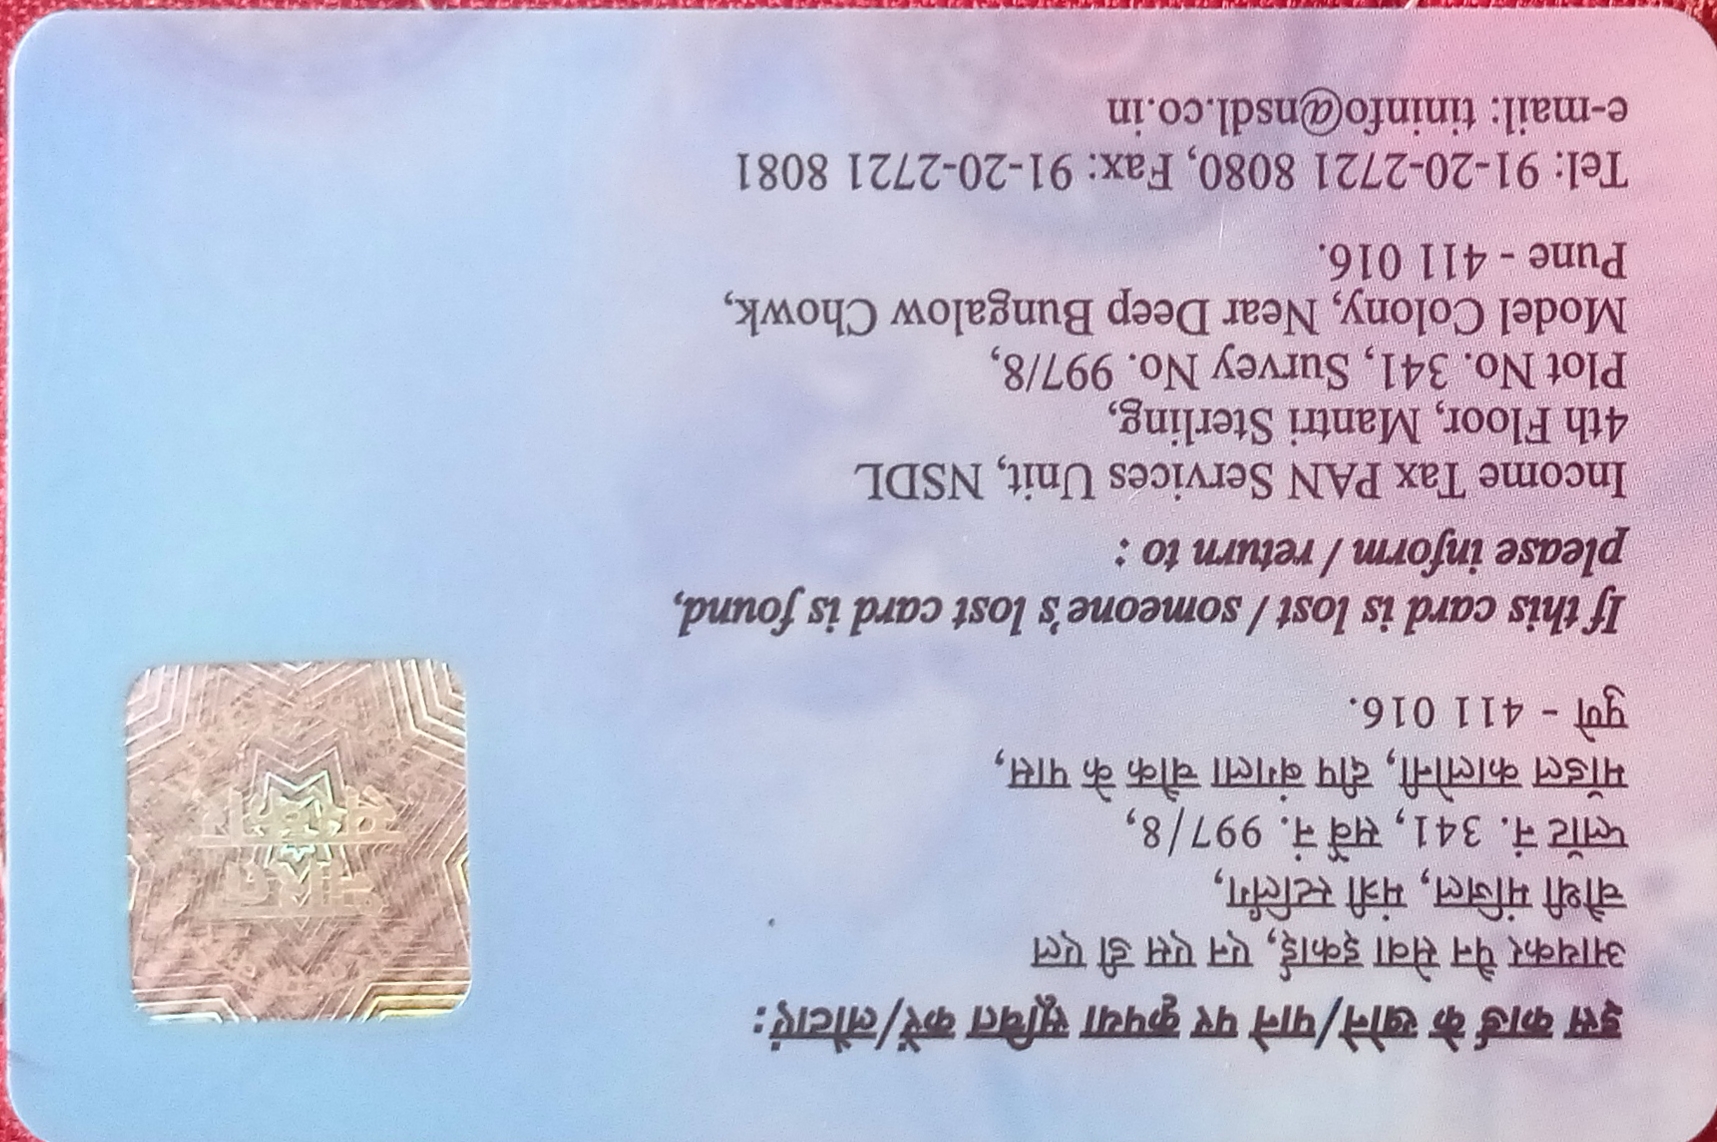 इस कार्ड के खोने/पाने पर कृपया सूचित करें/लौटाएं:
आयकर पैन सेवा इकाई, एन एस डी एल
चौथी मंजिल, मंत्री स्टर्लिंग,
प्लॉट नं. 341, सर्वे नं. 997/8,
मॉडल कालोनी, दीप बंगला चौक के पास,
पुणे - 411 016.
भारत
सरकार
If this card is lost / someone's lost card is found,
please inform / return to :
Income Tax PAN Services Unit, NSDL
4th Floor, Mantri Sterling,
Plot No. 341, Survey No. 997/8,
Model Colony, Near Deep Bungalow Chowk,
Pune - 411 016.
Tel: 91-20-2721 8080, Fax: 91-20-2721 8081
e-mail: tininfo@nsdl.co.in